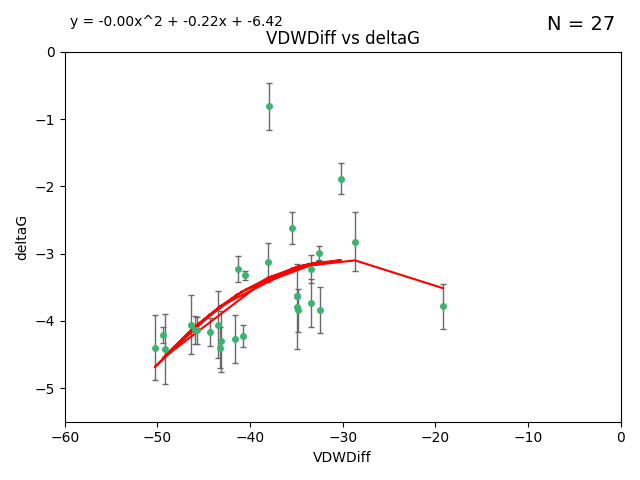 y = -0.00x^2 + -0.22x + -6.42
N = 27
VDWDiff vs deltaG
0
−1
−2
−3
−4
−5
deltaG
−60 −50 −40 −30 −20 −10 0
VDWDiff